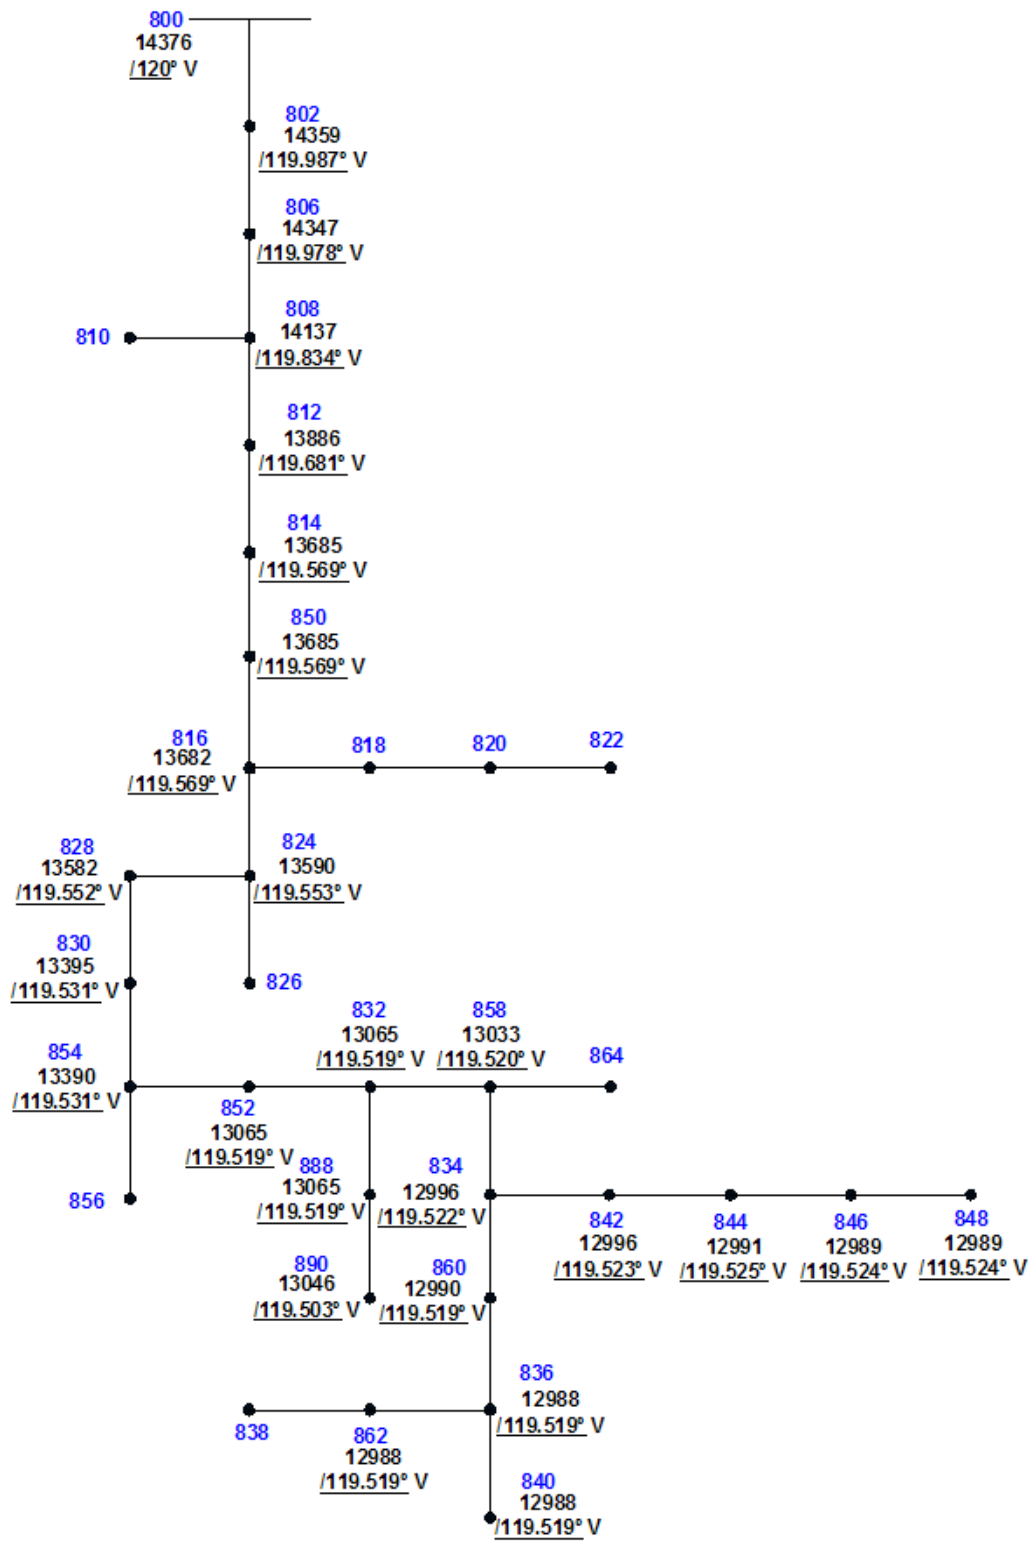 800
14376
/120° V
802
14359
/119.987° V
806
14347
/119.978° V
810
808
14137
/119.834° V
812
13886
/119.681° V
814
13685
/119.569° V
850
13685
/119.569° V
816
13682
/119.569° V
818
820
822
828
13582
/119.552° V
824
13590
/119.553° V
830
13395
/119.531° V
826
854
13390
/119.531° V
832
13065
/119.519° V
858
13033
/119.520° V
864
852
13065
/119.519° V
856
888
13065
/119.519° V
834
12996
/119.522° V
842
12996
/119.523° V
844
12991
/119.525° V
846
12989
/119.524° V
848
12989
/119.524° V
890
13046
/119.503° V
860
12990
/119.519° V
836
12988
/119.519° V
838
862
12988
/119.519° V
840
12988
/119.519° V